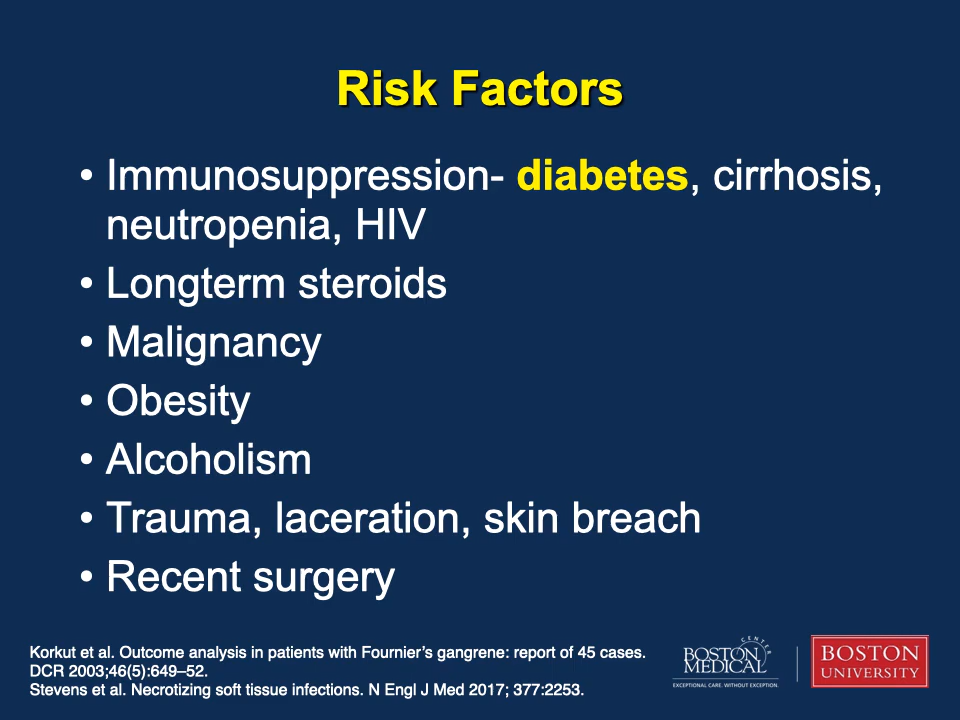 Risk Factors
• Immunosuppression- diabetes, cirrhosis,
neutropenia, HIV
• Longterm steroids
• Malignancy
• Obesity
• Alcoholism
• Trauma, laceration, skin breach
• Recent surgery
Korkut et al. Outcome analysis in patients with Fournier’s gangrene: report of 45 cases.
DCR 2003;46(5):649–52.
Stevens et al. Necrotizing soft tissue infections. N Engl J Med 2017; 377:2253.
BOSTON
MEDICAL
CENTER
EXCEPTIONAL CARE. WITHOUT EXCEPTION.
BOSTON
UNIVERSITY